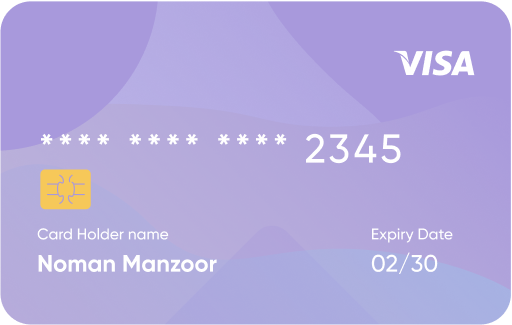 VISA
**** **** **** 2345
Card Holder name
Expiry Date
Noman Manzoor
02/30